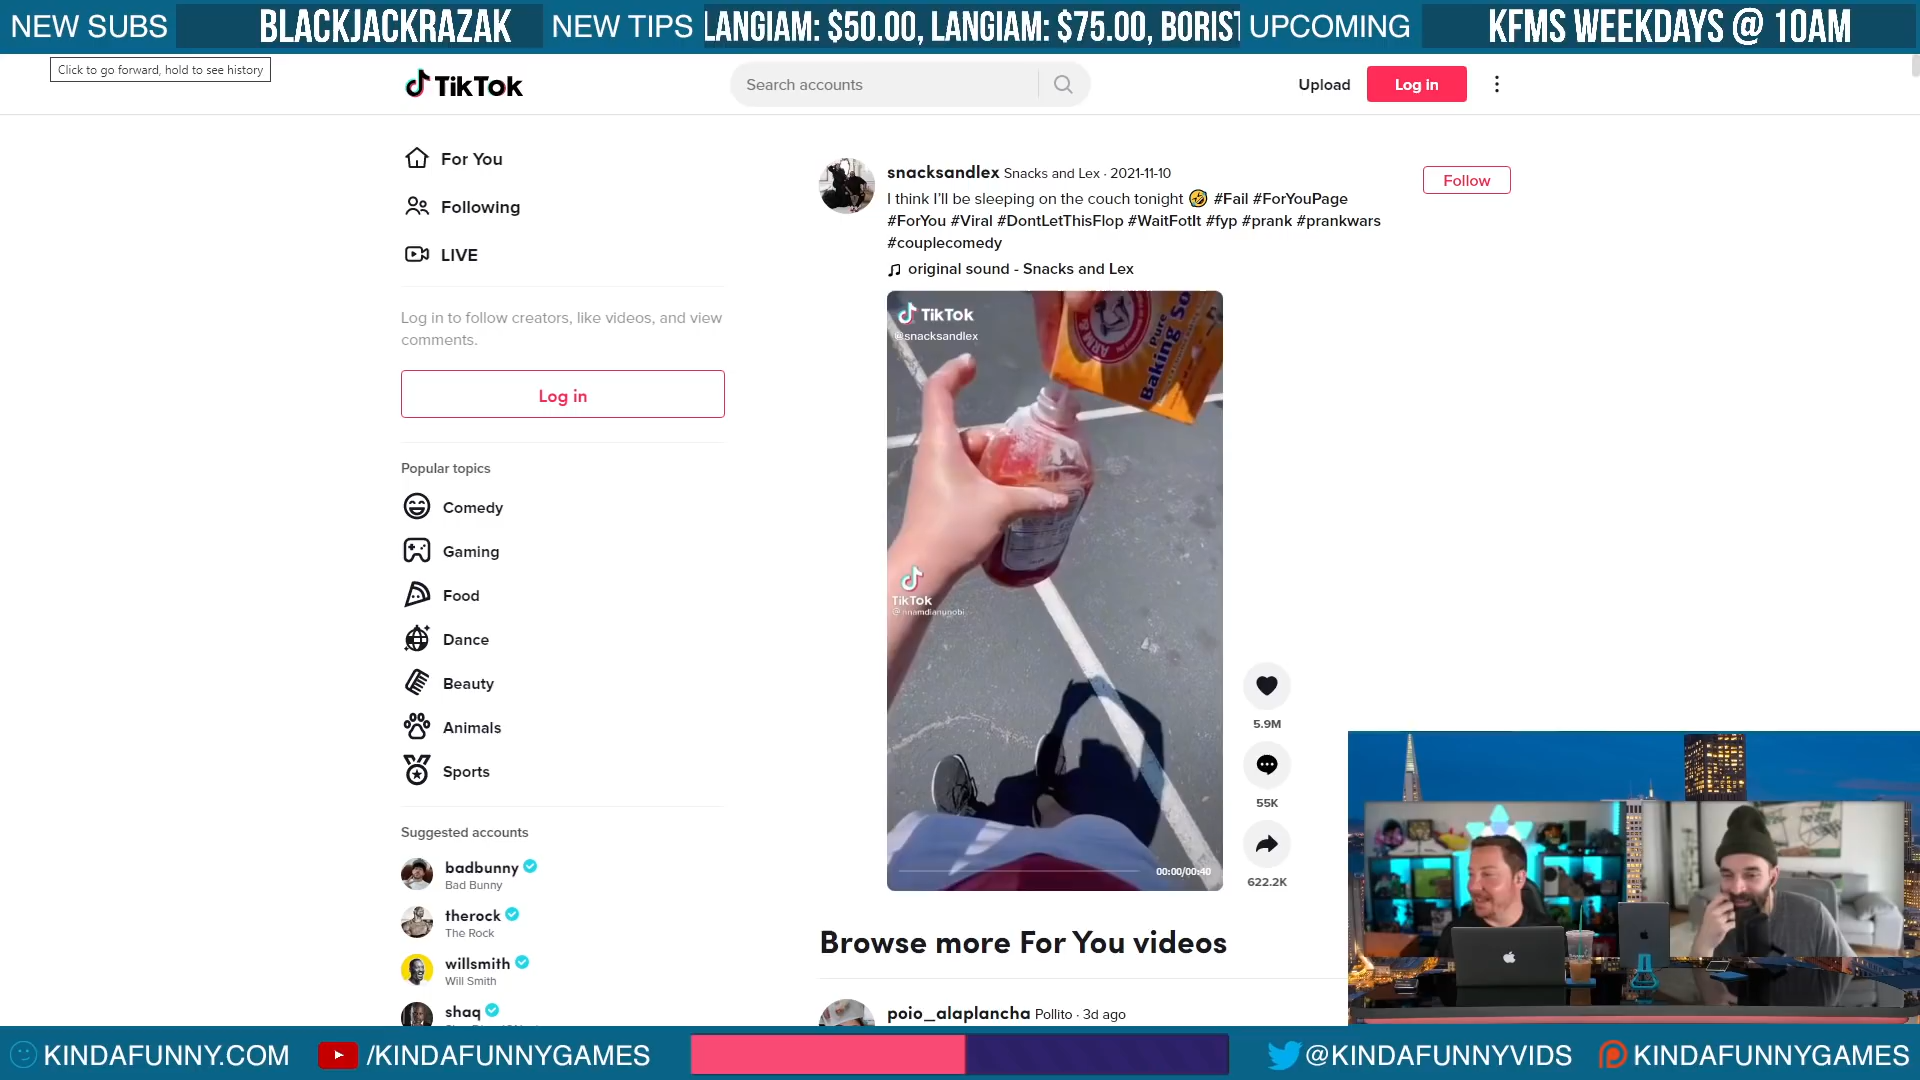 NEW SUBS
BLACKJACKRAZAK
NEW TIPS
LANGIAM: $50.00, LANGIAM: $75.00, BORIST
UPCOMING
KFMS WEEKDAYS @ 10AM
Click to go forward, hold to see history
TikTok
Search accounts
Upload
Log in
For You
Following
LIVE
Log in to follow creators, like videos, and view
comments.
Log in
Popular topics
Comedy
Gaming
Food
Dance
Beauty
Animals
Sports
Suggested accounts
badbunny
Bad Bunny
therock
The Rock
willsmith
Will Smith
shaq
snacksandlex Snacks and Lex · 2021-11-10
Follow
I think I'll be sleeping on the couch tonight 🤣 #Fail #ForYouPage
#ForYou #Viral #DontLetThisFlop #WaitFotIt #fyp #prank #prankwars
#couplecomedy
original sound - Snacks and Lex
TikTok
@snacksandlex
ARM
Pure
Baking So
TikTok
00:00/00:40
5.9M
55K
622.2K
Browse more For You videos
poio_alaplancha Pollito · 3d ago
KINDAFUNNY.COM
/KINDAFUNNYGAMES
@KINDAFUNNYVIDS
KINDAFUNNYGAMES